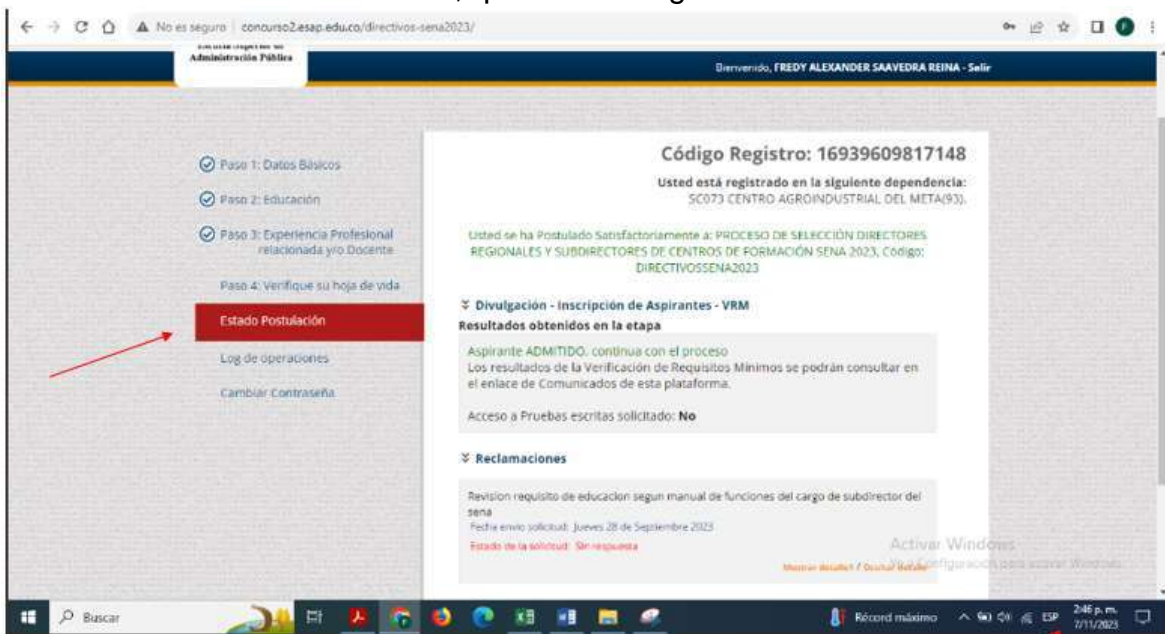 No es seguro | concurso2.esap.edu.co/directivos-sena2023/
Administración Pública
Bienvenido, FREDY ALEXANDER SAAVEDRA REINA - Salir
Paso 1: Datos Básicos
Paso 2: Educación
Paso 3: Experiencia Profesional
relacionada y/o Docente
Paso 4: Verifique su hoja de vida
Estado Postulación
Log de operaciones
Cambiar Contraseña
Código Registro: 16939609817148
Usted está registrado en la siguiente dependencia:
SC073 CENTRO AGROINDUSTRIAL DEL META(93).
Usted se ha Postulado Satisfactoriamente a: PROCESO DE SELECCIÓN DIRECTORES
REGIONALES Y SUBDIRECTORES DE CENTROS DE FORMACIÓN SENA 2023, Código:
DIRECTIVOSSENA2023
Divulgación - Inscripción de Aspirantes - VRM
Resultados obtenidos en la etapa
Aspirante ADMITIDO, continua con el proceso
Los resultados de la Verificación de Requisitos Mínimos se podrán consultar en
el enlace de Comunicados de esta plataforma.
Acceso a Pruebas escritas solicitado: No
Reclamaciones
Revision requisito de educacion segun manual de funciones del cargo de subdirector del
sena
Fecha envio solicitud: Jueves 28 de Septiembre 2023
Estado de la solicitud: Sin respuesta
Activar Windows
Mostrar detalles / Ocultar detalle
Buscar
Récord máximo
ESP
2:46 p. m.
7/11/2023